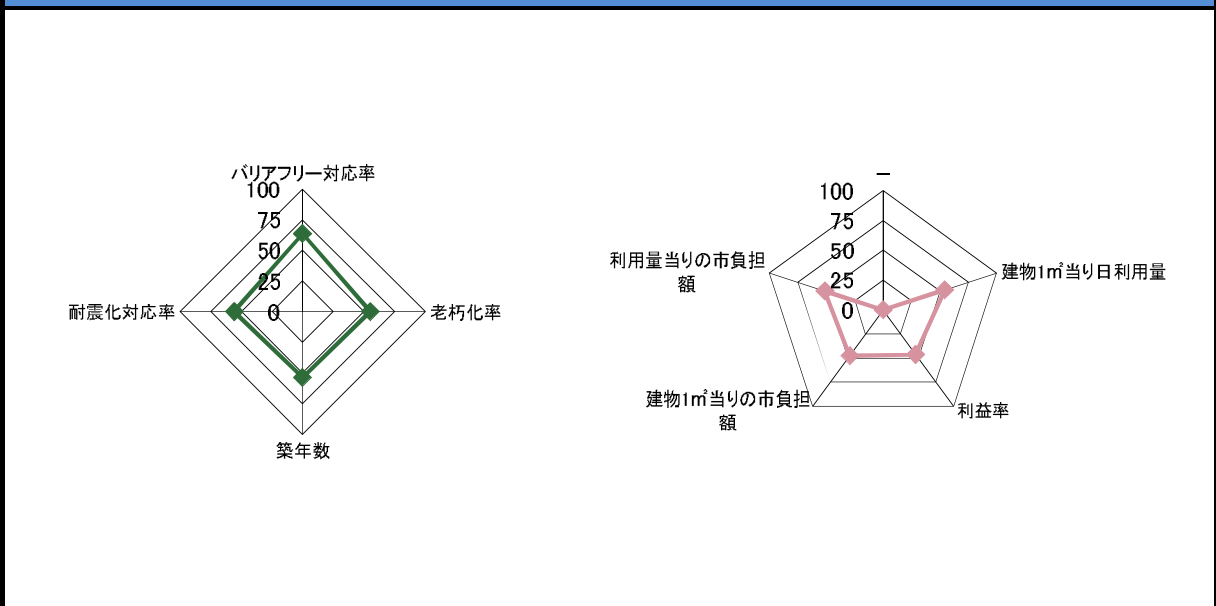 バリアフリー対応率
100
75
50
25
0
耐震化対応率
老朽化率
築年数
－
100
75
50
25
0
利用量当りの市負担
額
建物1㎡当り日利用量
建物1㎡当りの市負担
額
利益率